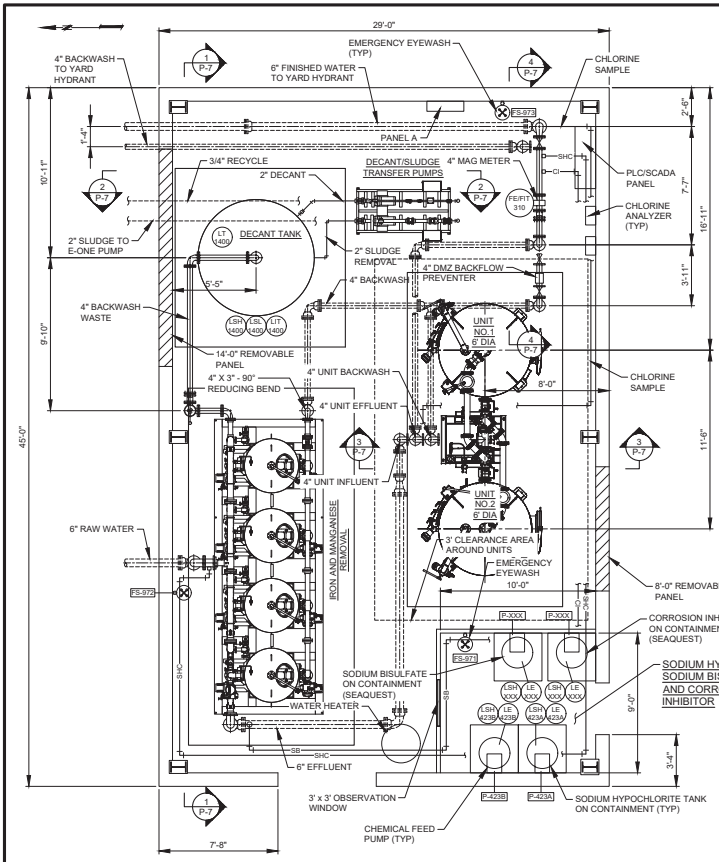 29'-0"
1
P-7
EMERGENCY EYEWASH
(TYP)
4
P-7
4" BACKWASH
TO YARD
HYDRANT
6" FINISHED WATER
TO YARD HYDRANT
CHLORINE
SAMPLE
FS-973
2'-6"
1'-4"
10'-11"
PANEL A
3/4" RECYCLE
DECANT/SLUDGE
TRANSFER PUMPS
4" MAG METER
SHC
Cl
PLC/SCADA
PANEL
7'-7"
16'-11"
2
P-7
2" DECANT
2
P-7
FE/FIT
310
CHLORINE
ANALYZER
(TYP)
LT
1400
DECANT TANK
2" SLUDGE TO
E-ONE PUMP
2" SLUDGE
REMOVAL
4" DMZ BACKFLOW
PREVENTER
3'-11"
5'-5"
4" BACKWASH
4" BACKWASH
WASTE
9'-10"
LSH
1400
LSL
1400
LIT
1400
UNIT
NO.1
6' DIA
4
P-7
14'-0" REMOVABLE
PANEL
4" X 3" - 90°
REDUCING BEND
4" UNIT BACKWASH
8'-0"
CHLORINE
SAMPLE
4" UNIT EFFLUENT
45'-0"
3
P-7
3
P-7
11'-6"
4" UNIT INFLUENT
IRON AND MANGANESE
REMOVAL
UNIT
NO.2
6' DIA
6" RAW WATER
3' CLEARANCE AREA
AROUND UNITS
EMERGENCY
EYEWASH
10'-0"
8'-0" REMOVABLE
PANEL
Cl
SHC
FS-972
SHC
P-XXX
P-XXX
CORROSION INH
ON CONTAINMENT
(SEAQUEST)
FS-971
SODIUM BISULFATE
ON CONTAINMENT
(SEAQUEST)
SB
LSH
XXX
LE
XXX
LSH
XXX
LE
XXX
SODIUM HY
SODIUM BIS
AND CORRO
INHIBITOR
WATER HEATER
LSH
423B
LE
423B
LSH
423A
LE
423A
9'-0"
SB
SHC
6" EFFLUENT
3'-4"
3' x 3' OBSERVATION
WINDOW
P-423B
P-423A
SODIUM HYPOCHLORITE TANK
ON CONTAINMENT (TYP)
1
P-7
CHEMICAL FEED
PUMP (TYP)
7'-8"